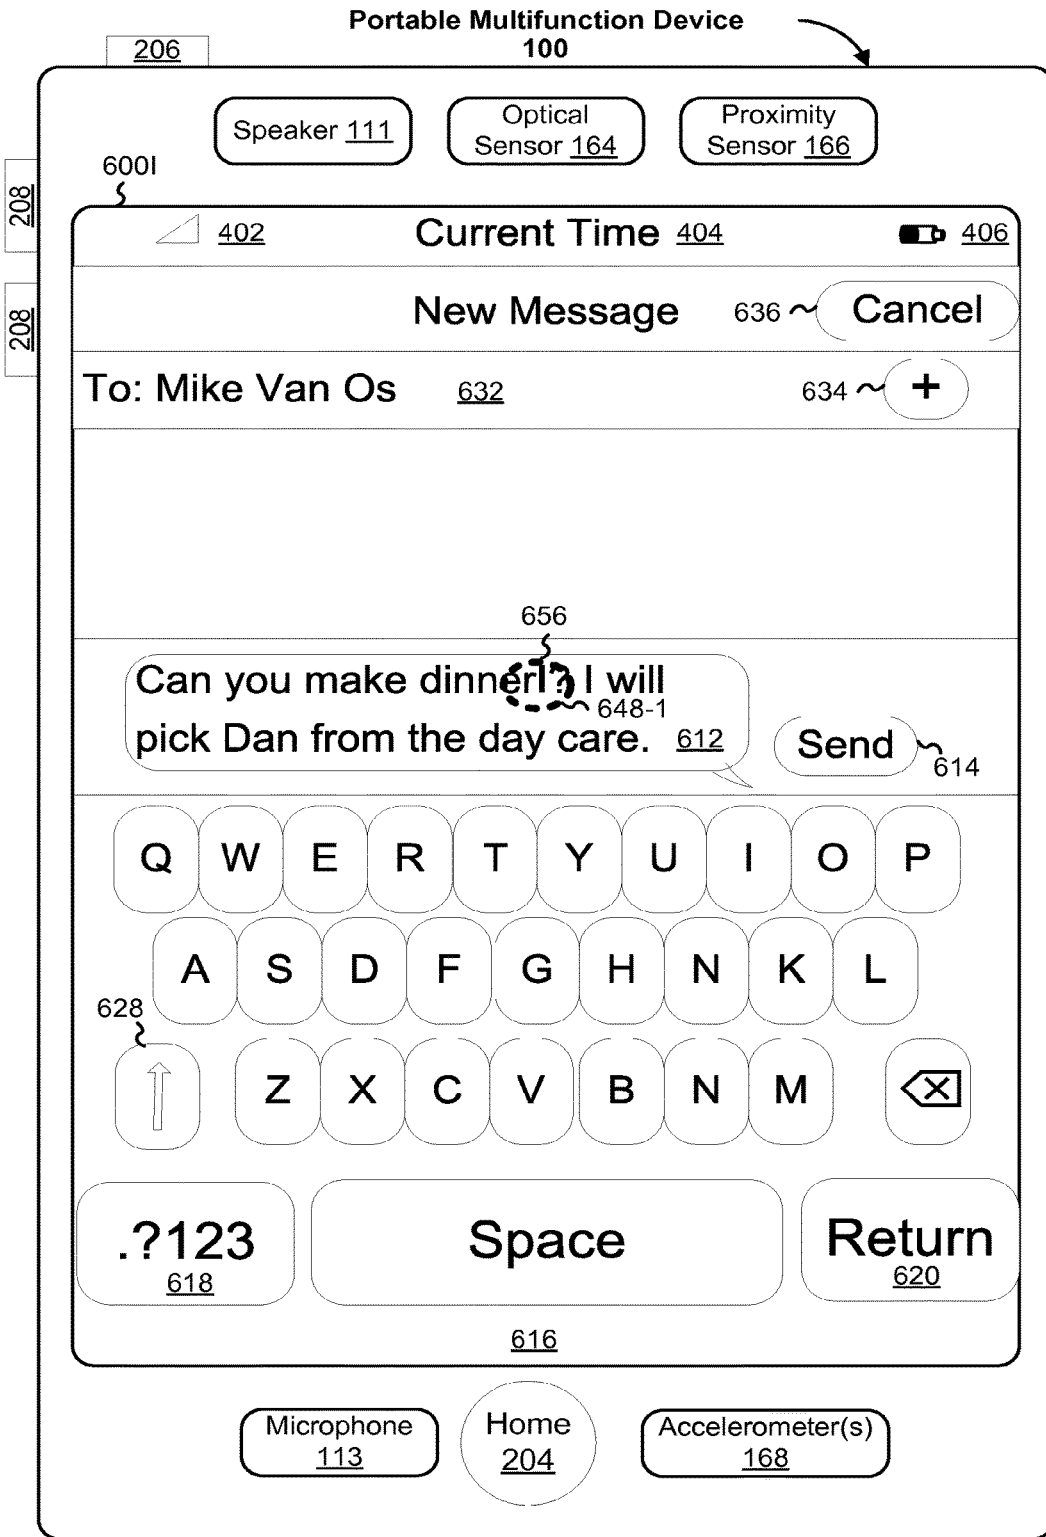 Portable Multifunction Device
100
206
Speaker 111
Optical
Sensor 164
Proximity
Sensor 166
208
208
600I
402 Current Time 404 406
New Message 636 Cancel
To: Mike Van Os 632 634 +
656
Can you make dinner? I will
648-1
pick Dan from the day care. 612
Send
614
Q W E R T Y U I O P
A S D F G H N K L
628
Z X C V B N M
.?123
618
Space
Return
620
616
Microphone
113
Home
204
Accelerometer(s)
168